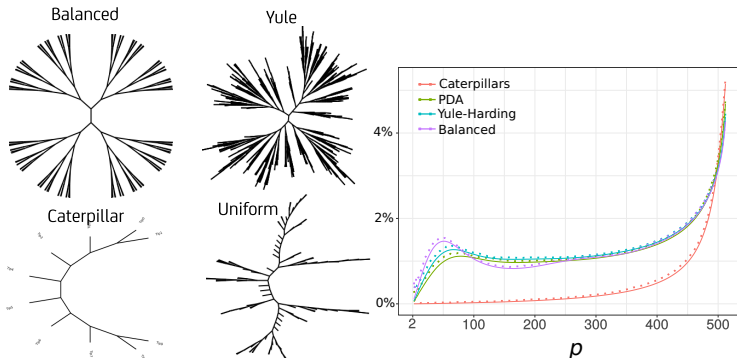 Balanced
Yule
Caterpillar
Uniform
Caterpillars
PDA
Yule-Harding
Balanced
4%
2%
0%
2
100
200
300
400
500
p